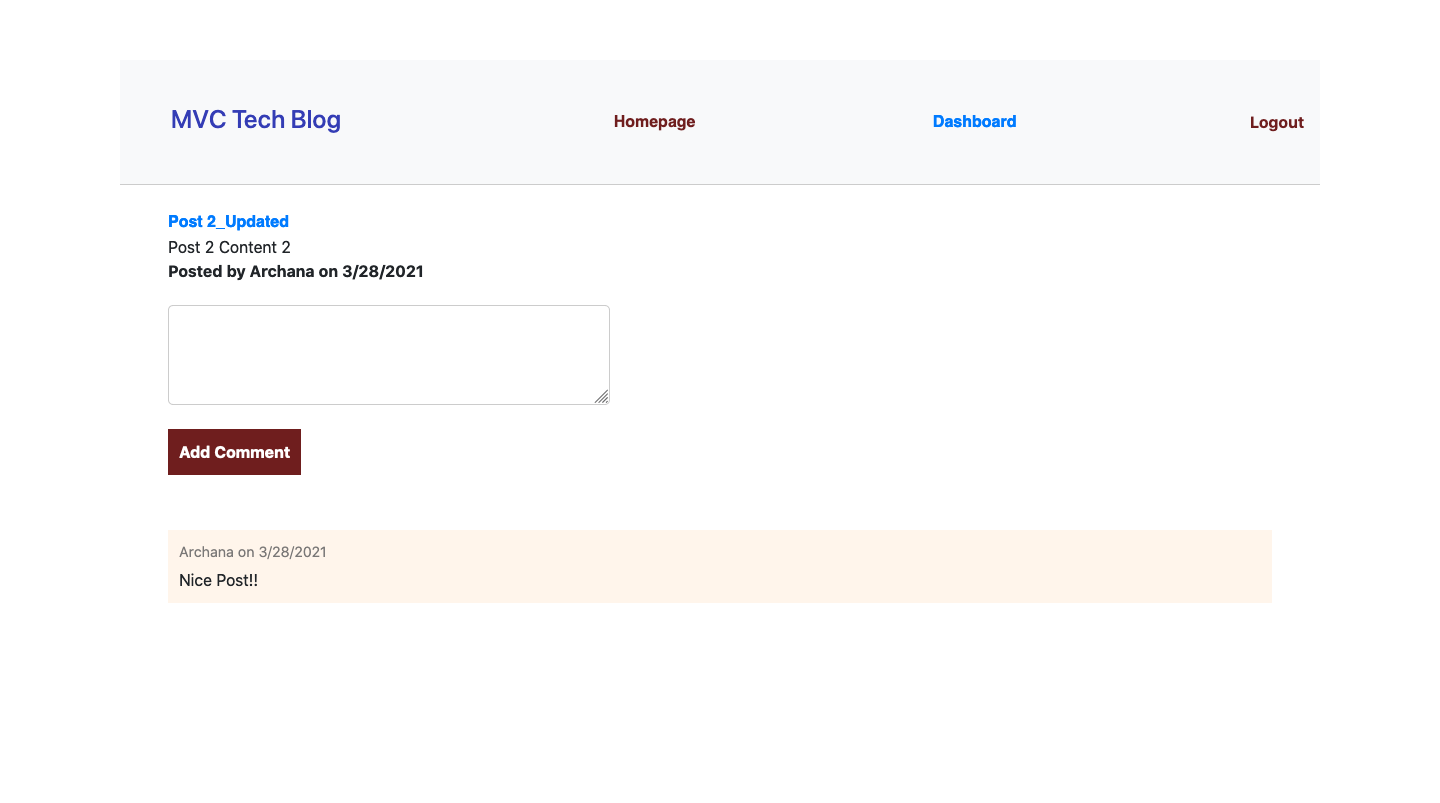 MVC Tech Blog Homepage Dashboard Logout
Post 2_Updated
Post 2 Content 2
Posted by Archana on 3/28/2021
Add Comment
Archana on 3/28/2021
Nice Post!!